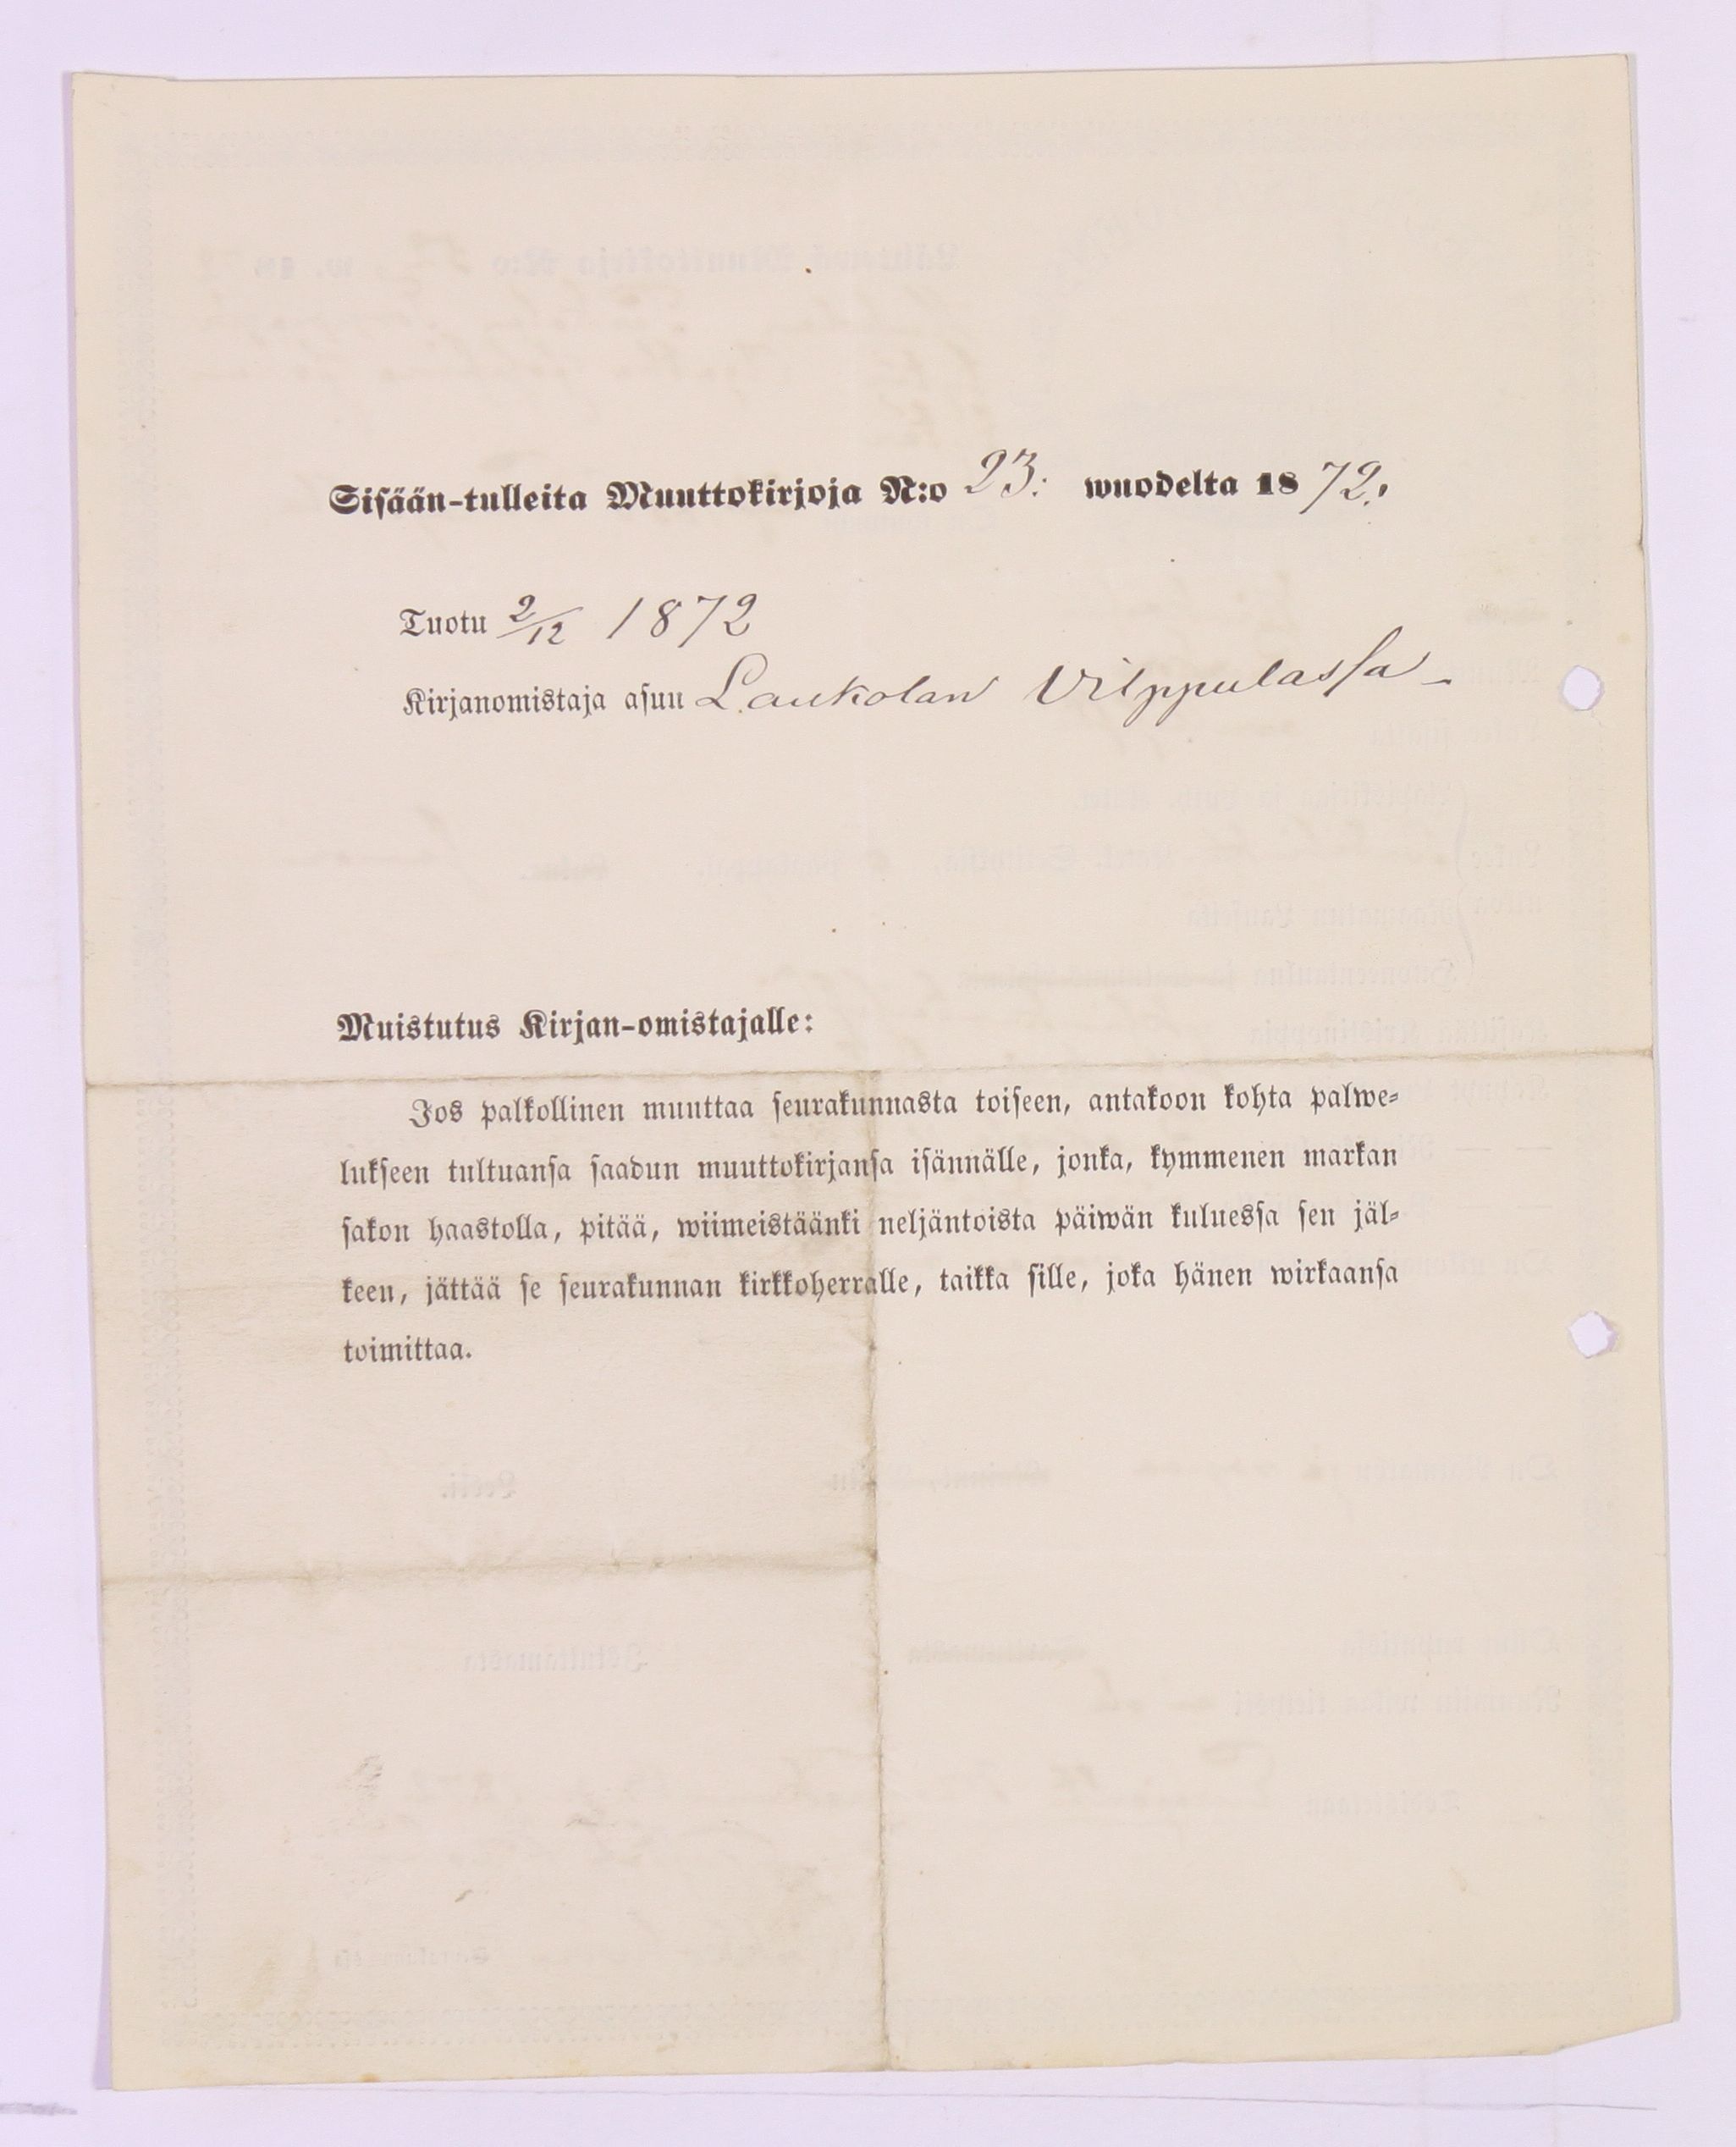 Sisään-tulleita Muuttokirjoja N:o 23. wuodelta 1872.
Tuotu 2/12 1872
Kirjanomistaja asuu Laukolan Vilppulassa
Muistutus Kirjan-omistajalle:
Jos palkollinen muuttaa seurakunnasta toiseen, antakoon kohta palwe-
lukseen tultuansa saadun muuttokirjansa isännälle, jonka, kymmenen markan
sakon haastolla, pitää, wiimeistäänki neljäntoista päiwän kuluessa sen jäl-
keen, jättää se seurakunnan kirkkoherralle, taikka sille, joka hänen wirkaansa
toimittaa.